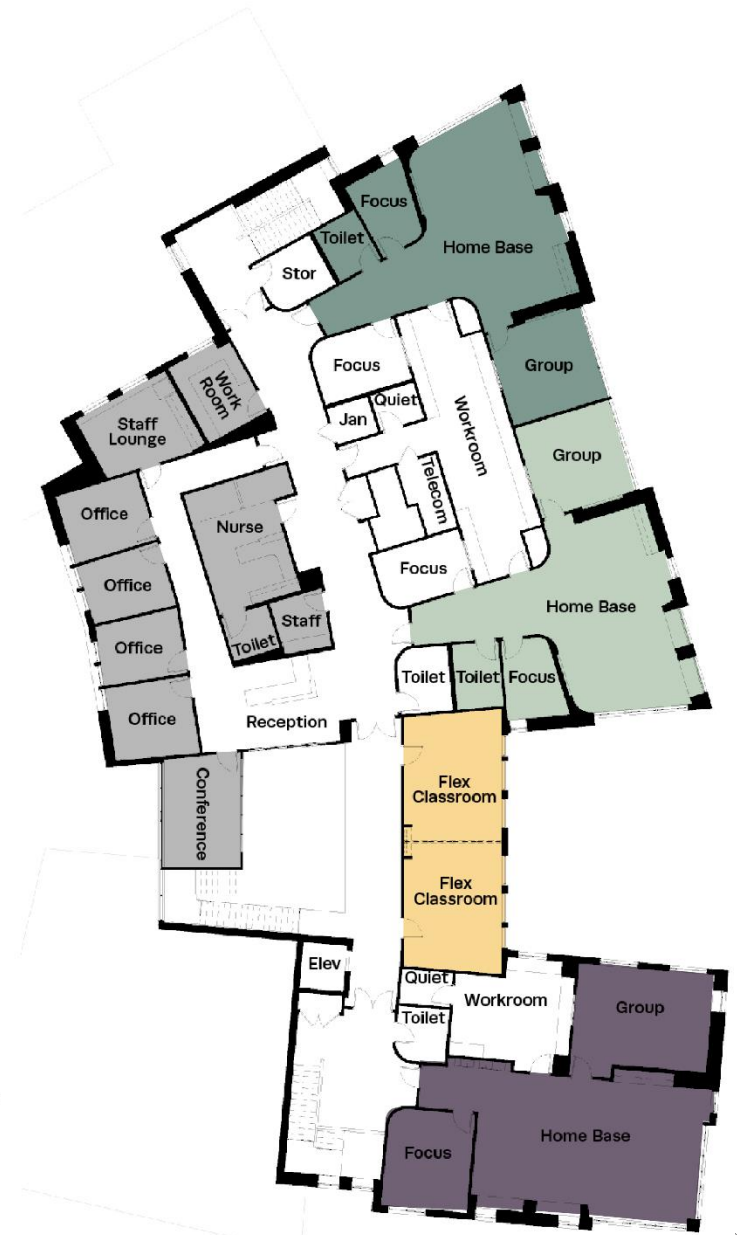 Focus
Toilet
Home Base
Stor
Focus
Group
Work
Room
Quiet
Jan
Staff
Lounge
Workroom
Group
Telecom
Office
Nurse
Focus
Office
Home Base
Staff
Toilet
Office
Toilet
Toilet
Focus
Office
Reception
Conference
Flex
Classroom
Flex
Classroom
Elev
Quiet
Workroom
Group
Toilet
Home Base
Focus